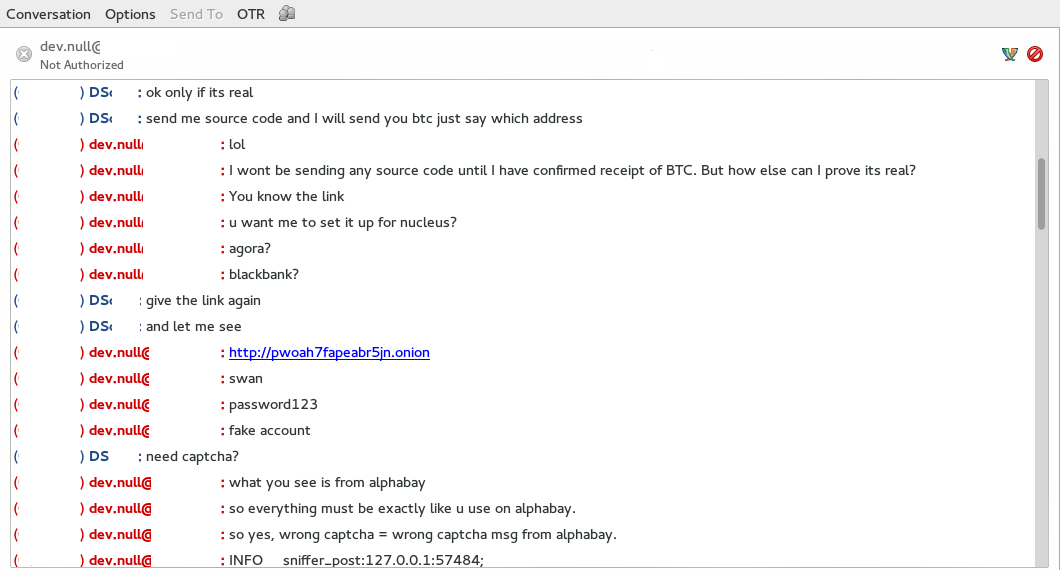 Conversation Options Send To OTR
dev.null@
Not Authorized
( ) DS : ok only if its real
( ) DS : send me source code and I will send you btc just say which address
( ) dev.null : lol
( ) dev.null : I wont be sending any source code until I have confirmed receipt of BTC. But how else can I prove its real?
( ) dev.null : You know the link
( ) dev.null : u want me to set it up for nucleus?
( ) dev.null : agora?
( ) dev.null : blackbank?
( ) DS : give the link again
( ) DS : and let me see
( ) dev.null@ : http://pwoah7fapeabr5jn.onion
( ) dev.null@ : swan
( ) dev.null@ : password123
( ) dev.null@ : fake account
( ) DS : need captcha?
( ) dev.null@ : what you see is from alphabay
( ) dev.null@ : so everything must be exactly like u use on alphabay.
( ) dev.null@ : so yes, wrong captcha = wrong captcha msg from alphabay.
( ) dev.null@ : INFO sniffer_post:127.0.0.1:57484;